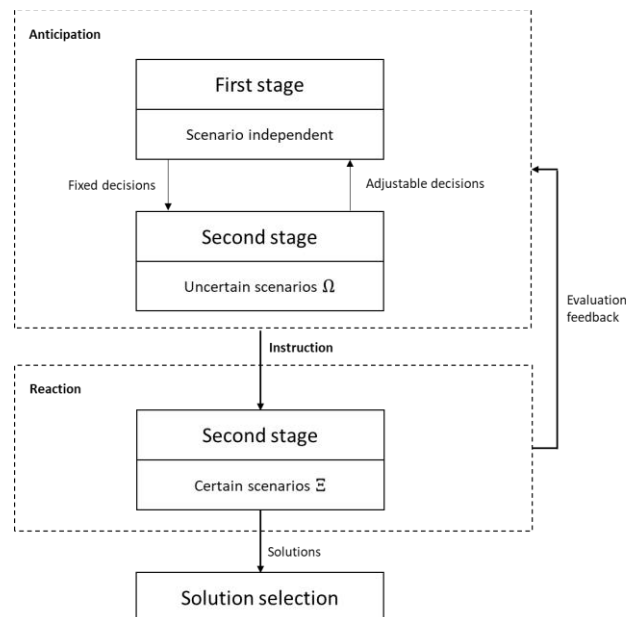 Anticipation
First stage
Scenario independent
Fixed decisions
Adjustable decisions
Second stage
Uncertain scenarios Ω
Evaluation
feedback
Instruction
Reaction
Second stage
Certain scenarios Ξ
Solutions
Solution selection